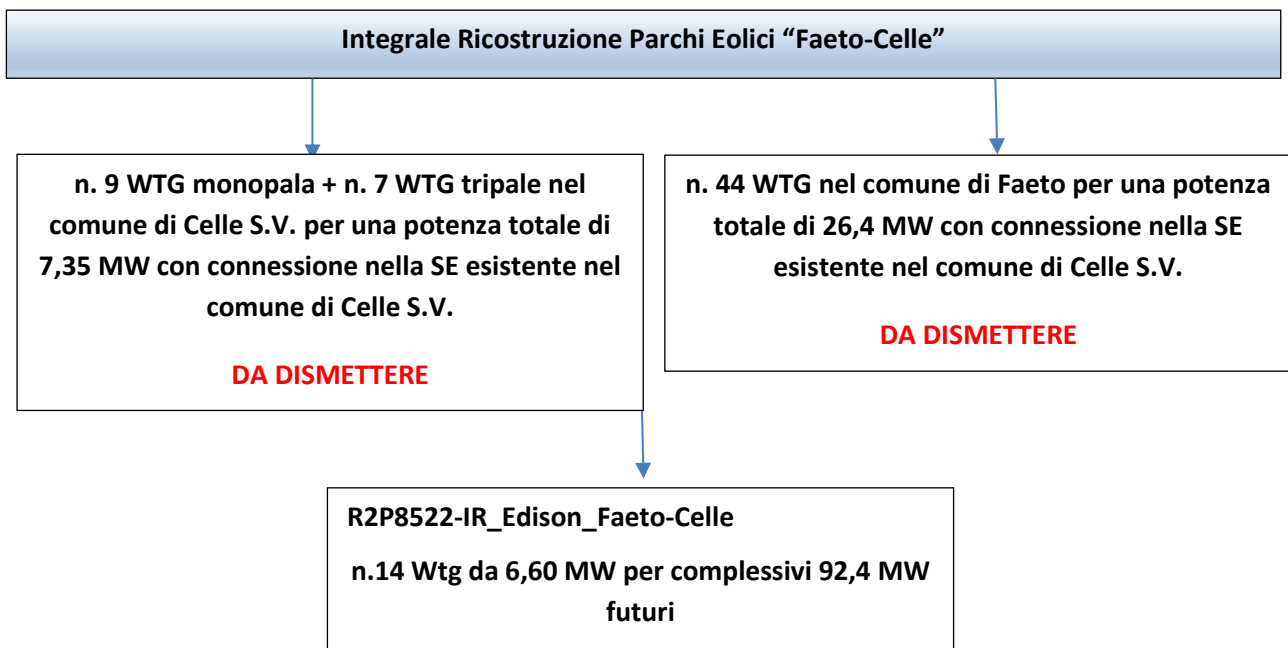 Integrale Ricostruzione Parchi Eolici “Faeto-Celle”
n. 9 WTG monopala + n. 7 WTG tripale nel
comune di Celle S.V. per una potenza totale di
7,35 MW con connessione nella SE esistente nel
comune di Celle S.V.
DA DISMETTERE
n. 44 WTG nel comune di Faeto per una potenza
totale di 26,4 MW con connessione nella SE
esistente nel comune di Celle S.V.
DA DISMETTERE
R2P8522-IR_Edison_Faeto-Celle
n.14 Wtg da 6,60 MW per complessivi 92,4 MW
futuri